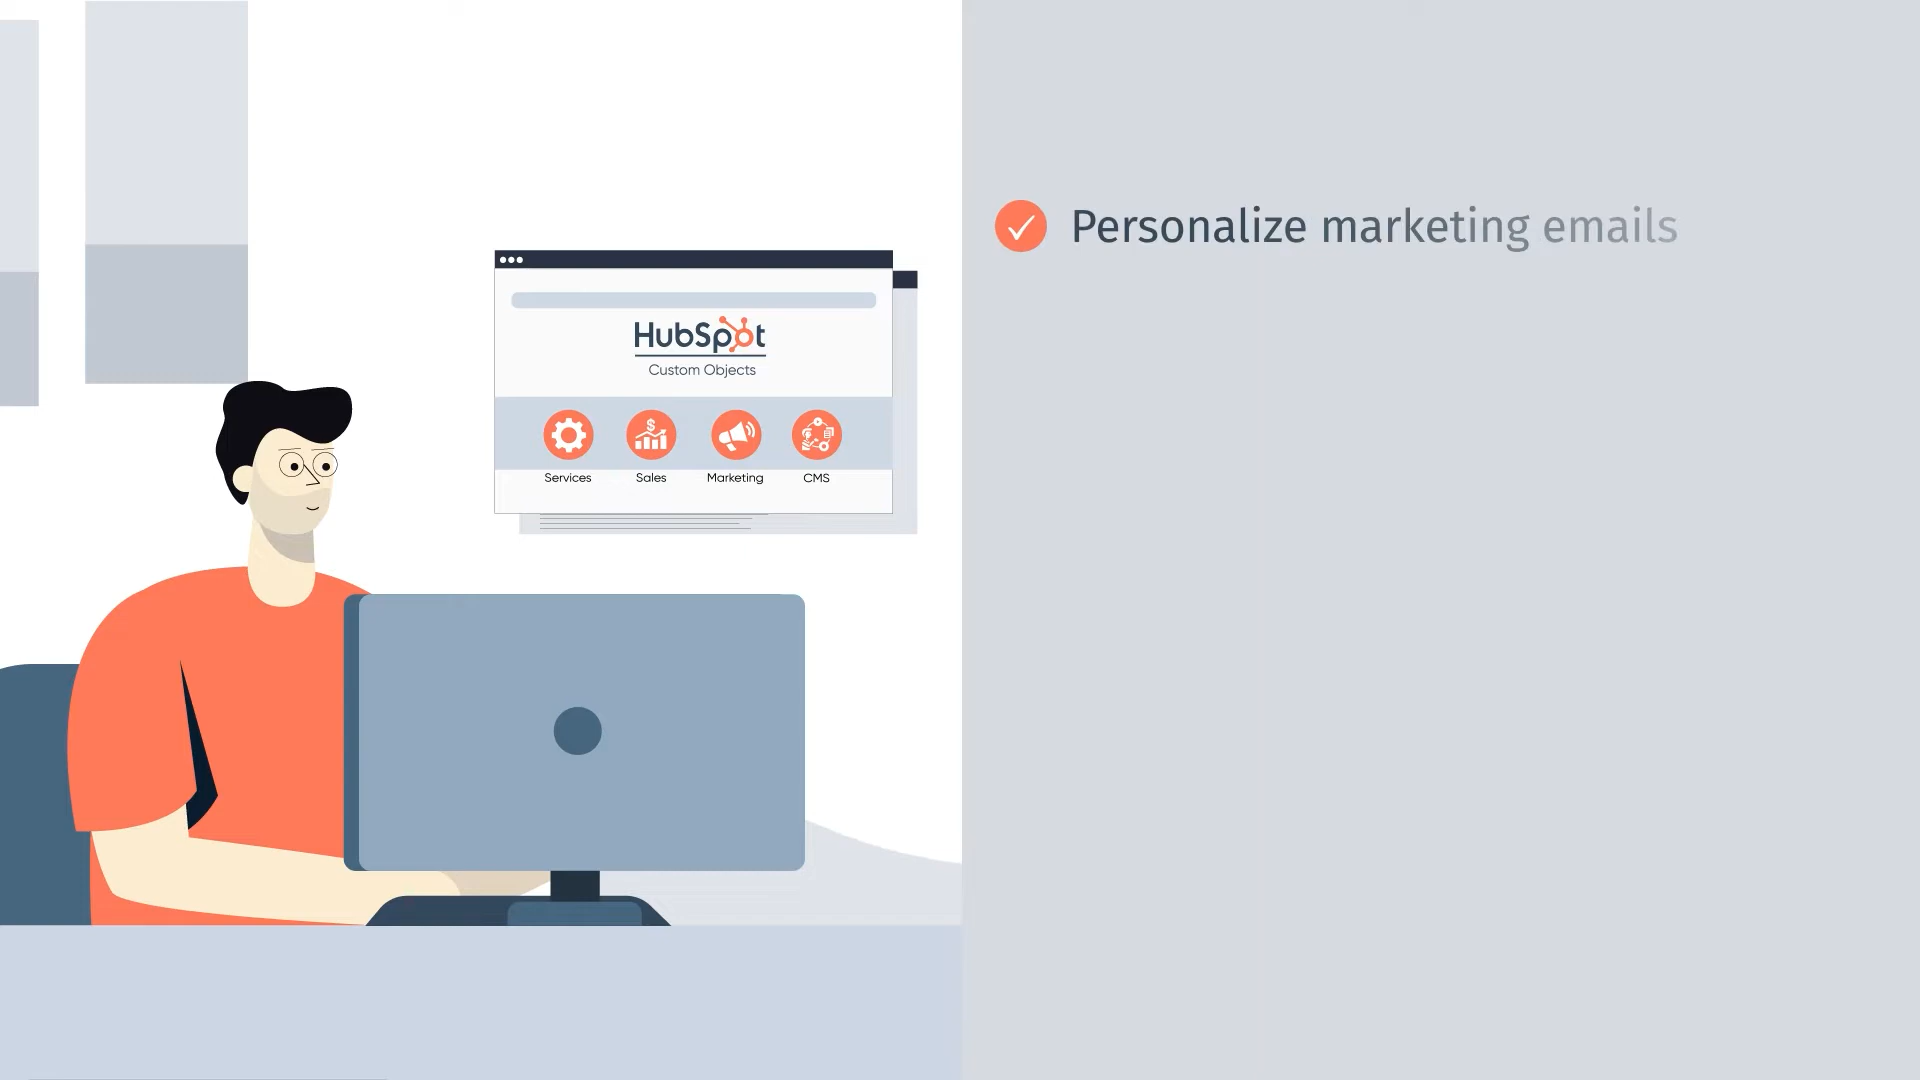 Personalize marketing emails
HubSpot
Custom Objects
Services
Sales
Marketing
CMS